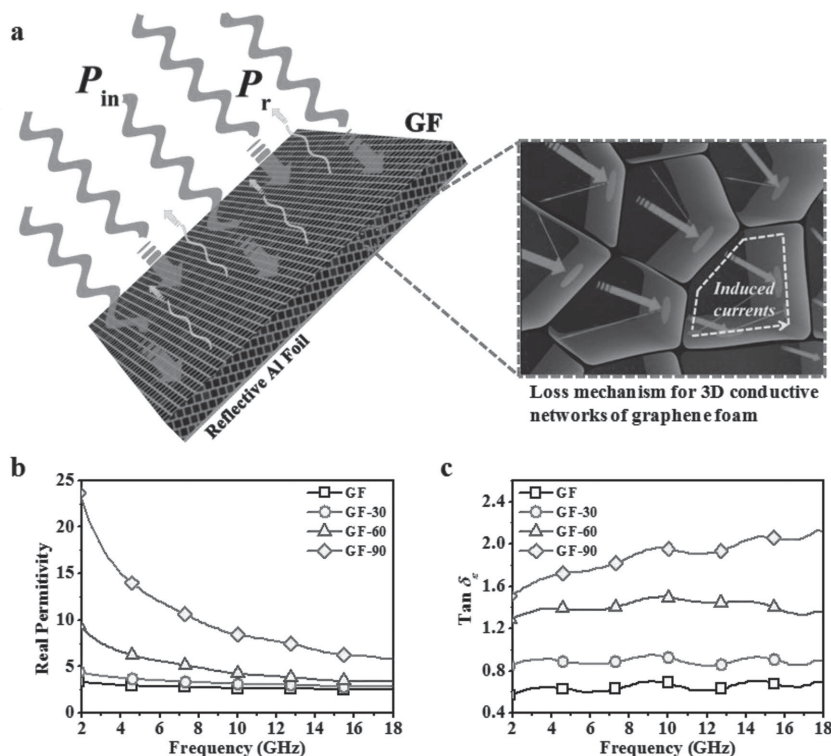 a
P_in
P_r
GF
Reflective Al Foil
Induced
currents
Loss mechanism for 3D conductive
networks of graphene foam
b
25
20
15
10
5
0
Real Permitivity
GF
GF-30
GF-60
GF-90
2 4 6 8 10 12 14 16 18
Frequency (GHz)
c
2.4
2.0
1.6
1.2
0.8
0.4
Tan δ_ε
GF
GF-30
GF-60
GF-90
2 4 6 8 10 12 14 16 18
Frequency (GHz)